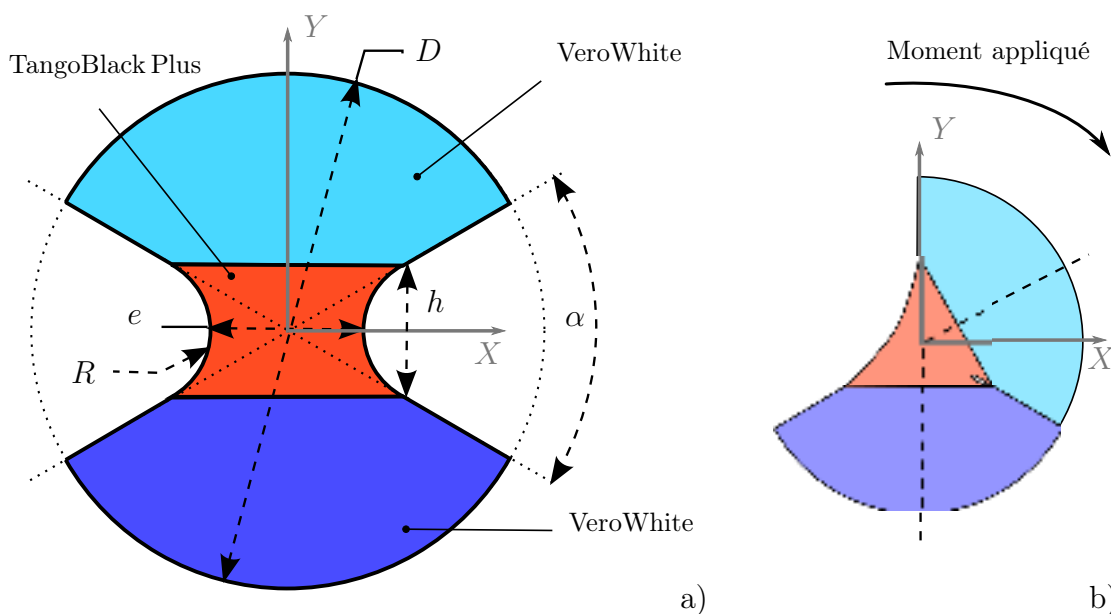 Y
D
TangoBlack Plus
VeroWhite
e
h
α
R
X
VeroWhite
a)
Moment appliqué
Y
X
b)